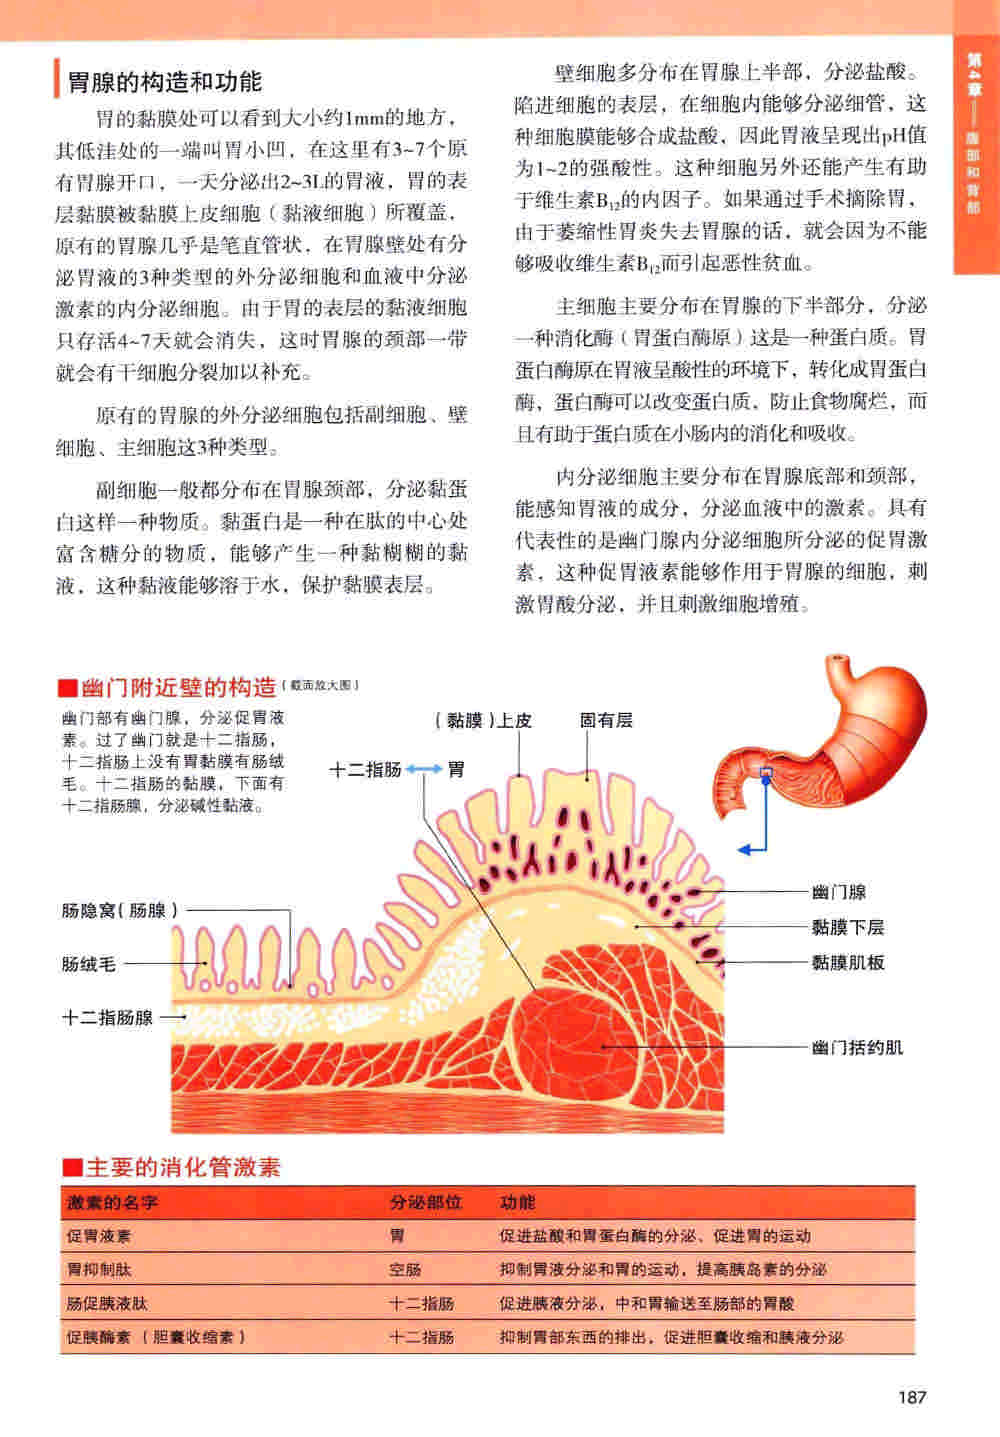 胃腺的构造和功能
胃的黏膜处可以看到大小约1mm的地方，
其低洼处的一端叫胃小凹，在这里有3~7个原
有胃腺开口，一天分泌出2~3L的胃液，胃的表
层黏膜被黏膜上皮细胞（黏液细胞）所覆盖，
原有的胃腺几乎是笔直管状，在胃腺壁处有分
泌胃液的3种类型的外分泌细胞和血液中分泌
激素的内分泌细胞。由于胃的表层的黏液细胞
只存活4~7天就会消失，这时胃腺的颈部一带
就会有干细胞分裂加以补充。
原有的胃腺的外分泌细胞包括副细胞、壁
细胞、主细胞这3种类型。
副细胞一般都分布在胃腺颈部，分泌黏蛋
白这样一种物质。黏蛋白是一种在肽的中心处
富含糖分的物质，能够产生一种黏糊糊的黏
液，这种黏液能够溶于水，保护黏膜表层。
壁细胞多分布在胃腺上半部，分泌盐酸。
陷进细胞的表层，在细胞内能够分泌细管，这
种细胞膜能够合成盐酸，因此胃液呈现出pH值
为1~2的强酸性。这种细胞另外还能产生有助
于维生素B₁₂的内因子。如果通过手术摘除胃，
由于萎缩性胃炎失去胃腺的话，就会因为不能
够吸收维生素B₁₂而引起恶性贫血。
主细胞主要分布在胃腺的下半部分，分泌
一种消化酶（胃蛋白酶原）这是一种蛋白质。胃
蛋白酶原在胃液呈酸性的环境下，转化成胃蛋白
酶，蛋白酶可以改变蛋白质，防止食物腐烂，而
且有助于蛋白质在小肠内的消化和吸收。
内分泌细胞主要分布在胃腺底部和颈部，
能感知胃液的成分，分泌血液中的激素。具有
代表性的是幽门腺内分泌细胞所分泌的促胃激
素，这种促胃液素能够作用于胃腺的细胞，刺
激胃酸分泌，并且刺激细胞增殖。
第4章——腹部和背部
■幽门附近壁的构造（截面放大图）
幽门部有幽门腺，分泌促胃液
素。过了幽门就是十二指肠，
十二指肠上没有胃黏膜有肠绒
毛。十二指肠的黏膜，下面有
十二指肠腺，分泌碱性黏液。
（黏膜）上皮
固有层
十二指肠
胃
肠隐窝（肠腺）
肠绒毛
十二指肠腺
幽门腺
黏膜下层
黏膜肌板
幽门括约肌
■主要的消化管激素
激素的名字 分泌部位 功能
促胃液素 胃 促进盐酸和胃蛋白酶的分泌、促进胃的运动
胃抑制肽 空肠 抑制胃液分泌和胃的运动，提高胰岛素的分泌
肠促胰液肽 十二指肠 促进胰液分泌，中和胃输送至肠部的胃酸
促胰酶素（胆囊收缩素） 十二指肠 抑制胃部东西的排出，促进胆囊收缩和胰液分泌
187